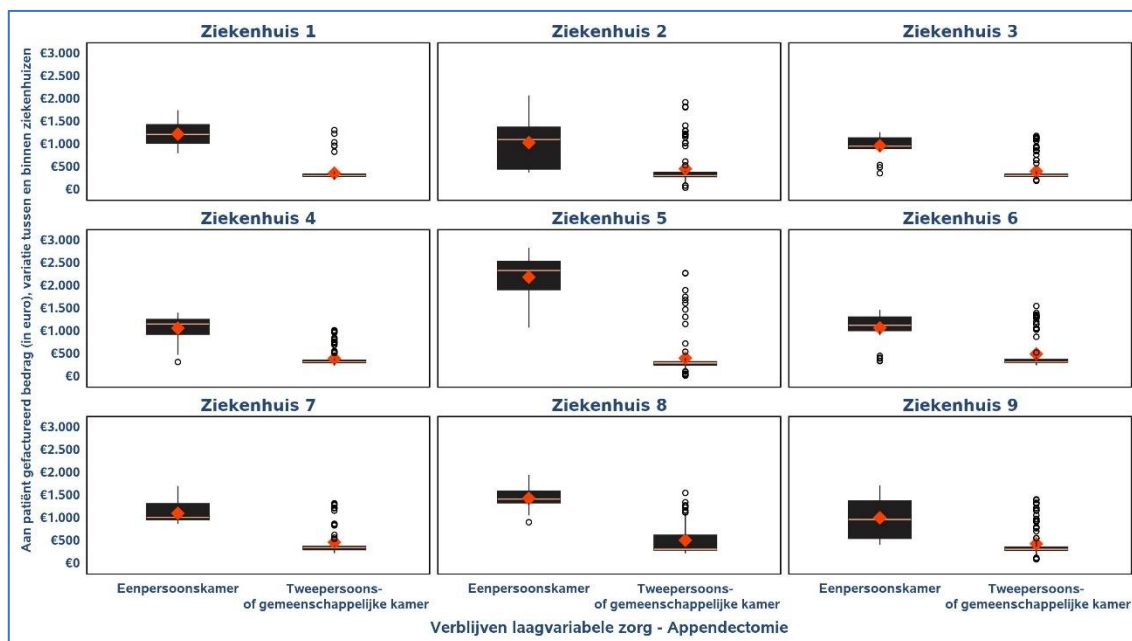 Aan patiënt gefactureerd bedrag (in euro), variatie tussen en binnen ziekenhuizen
Ziekenhuis 1
Ziekenhuis 2
Ziekenhuis 3
€3.000
€2.500
€2.000
€1.500
€1.000
€500
€0
Ziekenhuis 4
Ziekenhuis 5
Ziekenhuis 6
€3.000
€2.500
€2.000
€1.500
€1.000
€500
€0
Ziekenhuis 7
Ziekenhuis 8
Ziekenhuis 9
€3.000
€2.500
€2.000
€1.500
€1.000
€500
€0
Eenpersoonskamer
Tweepersoons-
of gemeenschappelijke kamer
Eenpersoonskamer
Tweepersoons-
of gemeenschappelijke kamer
Eenpersoonskamer
Tweepersoons-
of gemeenschappelijke kamer
Verblijven laagvariabele zorg - Appendectomie